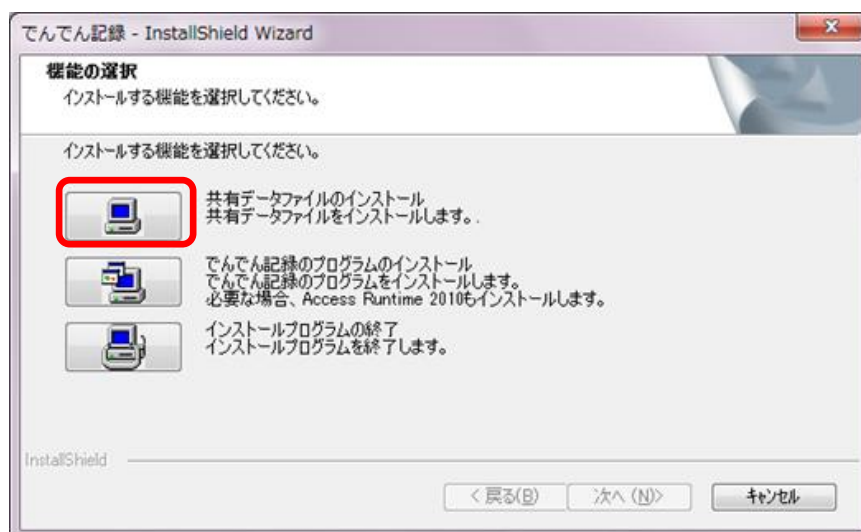 でんでん記録 - InstallShield Wizard
機能の選択
インストールする機能を選択してください。
インストールする機能を選択してください。
共有データファイルのインストール
共有データファイルをインストールします。.
でんでん記録のプログラムのインストール
でんでん記録のプログラムをインストールします。
必要な場合、Access Runtime 2010もインストールします。
インストールプログラムの終了
インストールプログラムを終了します。
InstallShield
< 戻る(B)
次へ (N)>
キャンセル